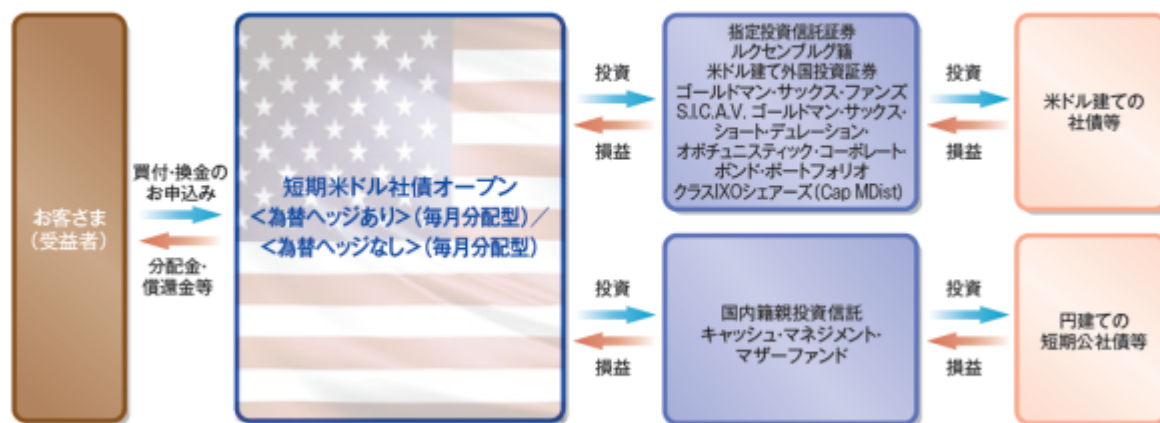 お客さま
（受益者）
買付・換金の
お申込み
分配金・
償還金等
短期米ドル社債オープン
＜為替ヘッジあり＞（毎月分配型）／
＜為替ヘッジなし＞（毎月分配型）
投資
損益
指定投資信託証券
ルクセンブルグ籍
米ドル建て外国投資証券
ゴールドマン・サックス・ファンズ
S.I.C.A.V. ゴールドマン・サックス・
ショート・デュレーション・
オポチュニスティック・コーポレート・
ボンド・ポートフォリオ
クラスIXOシェアーズ（Cap MDist）
投資
損益
米ドル建ての
社債等
投資
損益
国内籍親投資信託
キャッシュ・マネジメント・
マザーファンド
投資
損益
円建ての
短期公社債等